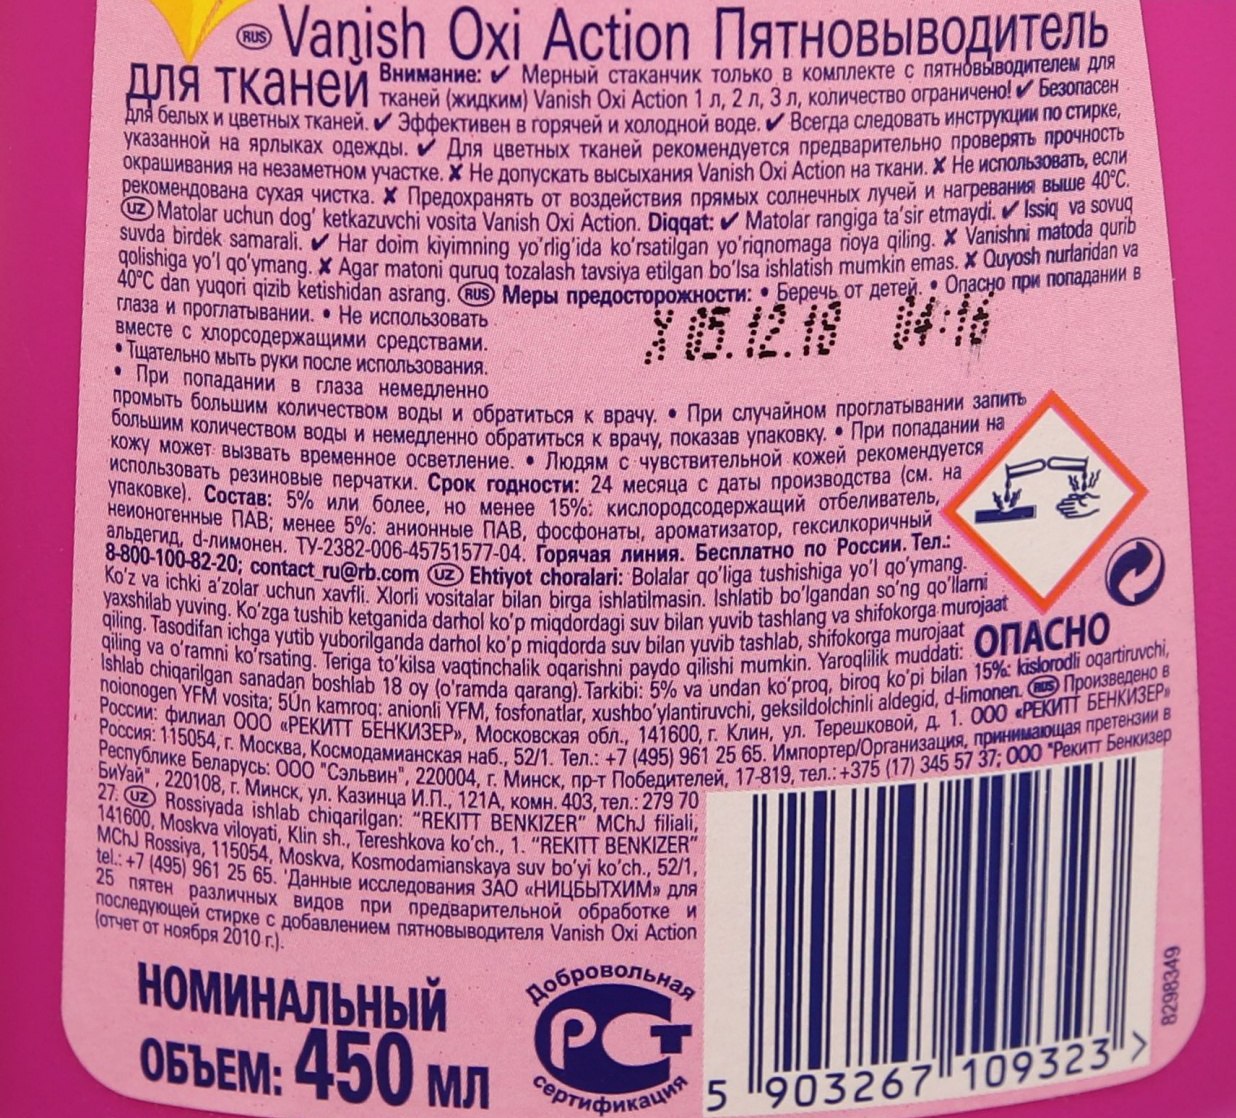 RUS Vanish Oxi Action Пятновыводитель
для тканей Внимание: ✔ Мерный стаканчик только в комплекте с пятновыводителем для
тканей (жидким) Vanish Oxi Action 1 л, 2 л, 3 л, количество ограничено! ✔ Безопасен
для белых и цветных тканей. ✔ Эффективен в горячей и холодной воде. ✔ Всегда следовать инструкции по стирке,
указанной на ярлыках одежды. ✔ Для цветных тканей рекомендуется предварительно проверять прочность
окрашивания на незаметном участке. ✘ Не допускать высыхания Vanish Oxi Action на ткани. ✘ Не использовать, если
рекомендована сухая чистка. ✘ Предохранять от воздействия прямых солнечных лучей и нагревания выше 40°С.
UZ Matolar uchun dog' ketkazuvchi vosita Vanish Oxi Action. Diqqat: ✔ Matolar rangiga ta'sir etmaydi. ✔ Issiq va sovuq
suvda birdek samarali. ✔ Har doim kiyimning yo'rlig'ida ko'rsatilgan yo'riqnomaga rioya qiling. ✘ Vanishni matoda qurib
qolishiga yo'l qo'ymang. ✘ Agar matoni quruq tozalash tavsiya etilgan bo'lsa ishlatish mumkin emas. ✘ Quyosh nurlaridan va
40°C dan yuqori qizib ketishidan asrang. RUS Меры предосторожности: • Беречь от детей. • Опасно при попадании в
глаза и проглатывании. • Не использовать
вместе с хлорсодержащими средствами.
X 05.12.18 04:16
• Тщательно мыть руки после использования.
• При попадании в глаза немедленно
промыть большим количеством воды и обратиться к врачу. • При случайном проглатывании запить
большим количеством воды и немедленно обратиться к врачу, показав упаковку. • При попадании на
кожу может вызвать временное осветление. • Людям с чувствительной кожей рекомендуется
использовать резиновые перчатки. Срок годности: 24 месяца с даты производства (см. на
упаковке). Состав: 5% или более, но менее 15%: кислородсодержащий отбеливатель,
неионогенные ПАВ; менее 5%: анионные ПАВ, фосфонаты, ароматизатор, гексилкоричный
альдегид, d-лимонен. ТУ-2382-006-45751577-04. Горячая линия. Бесплатно по России. Тел.:
8-800-100-82-20; contact_ru@rb.com UZ Ehtiyot choralari: Bolalar qo'liga tushishiga yo'l qo'ymang.
Ko'z va ichki a'zolar uchun xavfli. Xlorli vositalar bilan birga ishlatilmasin. Ishlatib bo'lgandan so'ng qo'llarni
yaxshilab yuving. Ko'zga tushib ketganida darhol ko'p miqdordagi suv bilan yuvib tashlang va shifokorga murojaat
qiling. Tasodifan ichga yutib yuborilganda darhol ko'p miqdorda suv bilan yuvib tashlab, shifokorga murojaat
qiling va o'ramni ko'rsating. Teriga to'kilsa vaqtinchalik oqarishni paydo qilishi mumkin. Yaroqlilik muddati:
ОПАСНО
Ishlab chiqarilgan sanadan boshlab 18 oy (o'ramda qarang).Tarkibi: 5% va undan ko'proq, biroq ko'pi bilan 15%: kislorodli oqartiruvchi,
noionogen YFM vosita; 5Un kamroq: anionli YFM, fosfonatlar, xushbo'ylantiruvchi, geksildolchinli aldegid, d-limonen. RUS Произведено в
России: филиал ООО «РЕКИТТ БЕНКИЗЕР», Московская обл., 141600, г. Клин, ул. Терешковой, д. 1. ООО «РЕКИТТ БЕНКИЗЕР»
Россия: 115054, г. Москва, Космодамианская наб., 52/1. Тел.: +7 (495) 961 25 65. Импортер/Организация, принимающая претензии в
Республике Беларусь: ООО "Сэльвин", 220004, г. Минск, пр-т Победителей, 17-819, тел.: +375 (17) 345 57 37; ООО "Рекитт Бенкизер
БиУай", 220108, г. Минск, ул. Казинца И.П., 121А, комн. 403, тел.: 279 70
27. UZ Rossiyada ishlab chiqarilgan: "REKITT BENKIZER" MChJ filiali,
141600, Moskva viloyati, Klin sh., Tereshkova ko'ch., 1. "REKITT BENKIZER"
MChJ Rossiya, 115054, Moskva, Kosmodamianskaya suv bo'yi ko'ch., 52/1,
tel.: +7 (495) 961 25 65. 'Данные исследования ЗАО «НИЦБЫТХИМ» для
25 пятен различных видов при предварительной обработке и
последующей стирке с добавлением пятновыводителя Vanish Oxi Action
(отчет от ноября 2010 г.).
НОМИНАЛЬНЫЙ
ОБЪЕМ: 450 мл
Добровольная
РСТ
сертификация
5 903267 109323 >
8298349